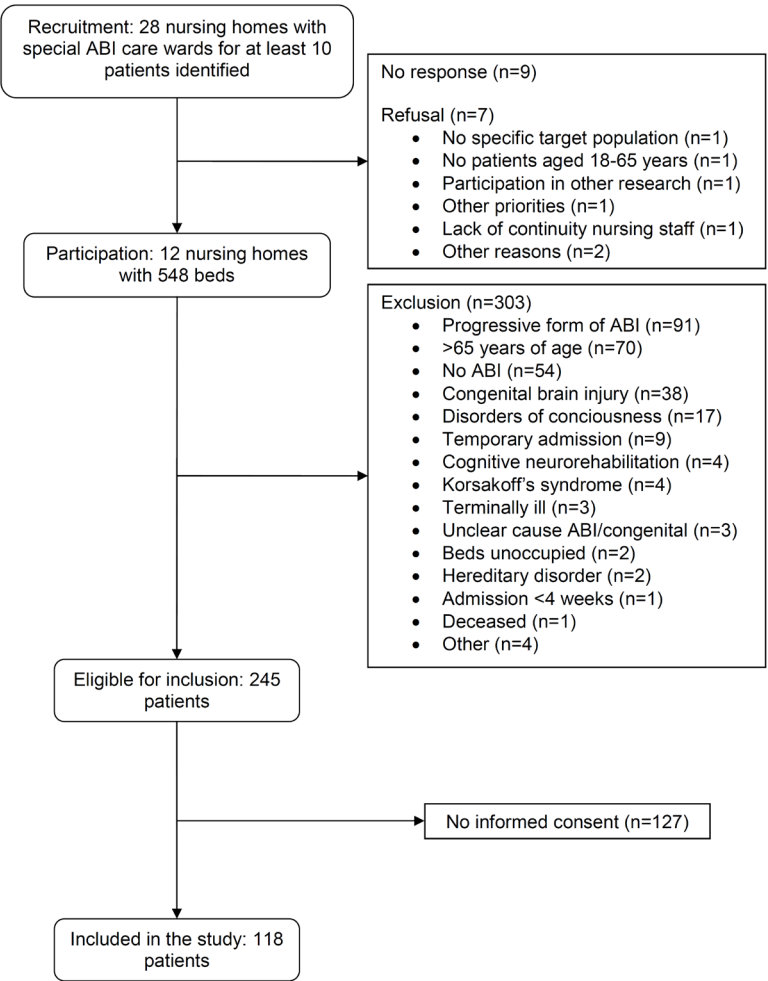 Recruitment: 28 nursing homes with
special ABI care wards for at least 10
patients identified
No response (n=9)
Refusal (n=7)
• No specific target population (n=1)
• No patients aged 18-65 years (n=1)
• Participation in other research (n=1)
• Other priorities (n=1)
• Lack of continuity nursing staff (n=1)
• Other reasons (n=2)
Participation: 12 nursing homes
with 548 beds
Exclusion (n=303)
• Progressive form of ABI (n=91)
• >65 years of age (n=70)
• No ABI (n=54)
• Congenital brain injury (n=38)
• Disorders of conciousness (n=17)
• Temporary admission (n=9)
• Cognitive neurorehabilitation (n=4)
• Korsakoff's syndrome (n=4)
• Terminally ill (n=3)
• Unclear cause ABI/congenital (n=3)
• Beds unoccupied (n=2)
• Hereditary disorder (n=2)
• Admission <4 weeks (n=1)
• Deceased (n=1)
• Other (n=4)
Eligible for inclusion: 245
patients
No informed consent (n=127)
Included in the study: 118
patients